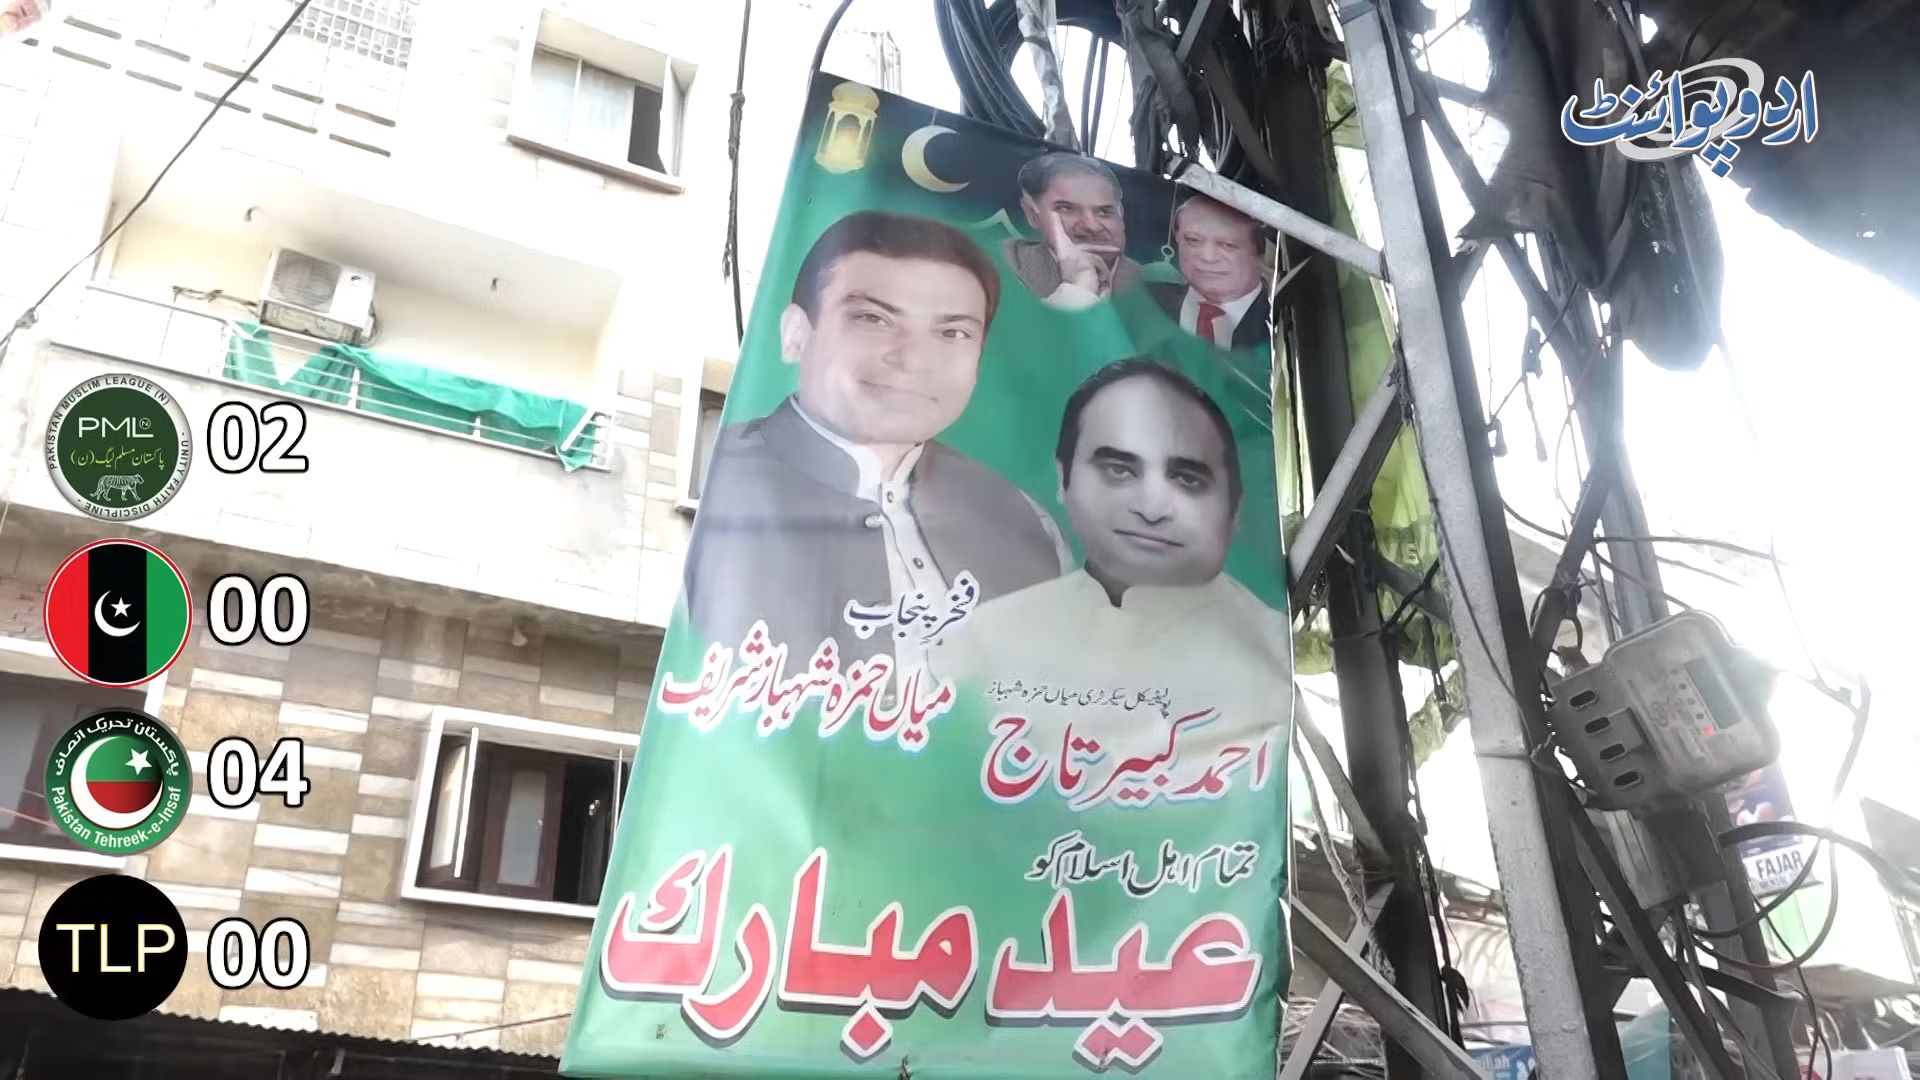 اردو پوائنٹ
PAKISTAN MUSLIM LEAGUE (N)
PML N
پاکستان مسلم لیگ (ن)
UNITY FAITH DISCIPLINE
02
00
پاکستان تحریک انصاف
Pakistan Tehreek-e-Insaf
04
TLP
00
فخر پنجاب
میاں حمزہ شہباز شریف
پولیٹیکل سیکرٹری میاں حمزہ شہباز
احمد کبیر تاج
تمام اہل اسلام کو
عید مبارک
FAJAR